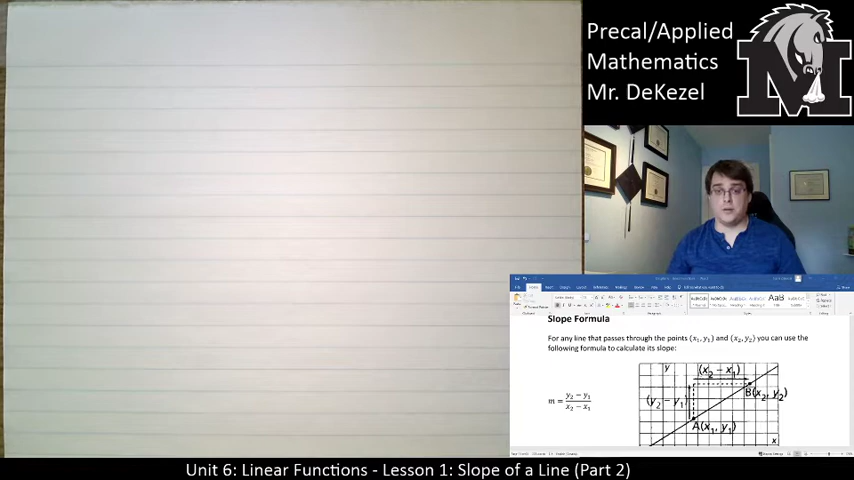 Precal/Applied
Mathematics
Mr. DeKezel
M
Slope Formula
For any line that passes through the points (x₁, y₁) and (x₂, y₂) you can use the
following formula to calculate its slope:
m = (y₂ − y₁)/(x₂ − x₁)
y
(x₂ − x₁)
(y₂ − y₁)
B(x₂, y₂)
A(x₁, y₁)
x
Unit 6: Linear Functions - Lesson 1: Slope of a Line (Part 2)